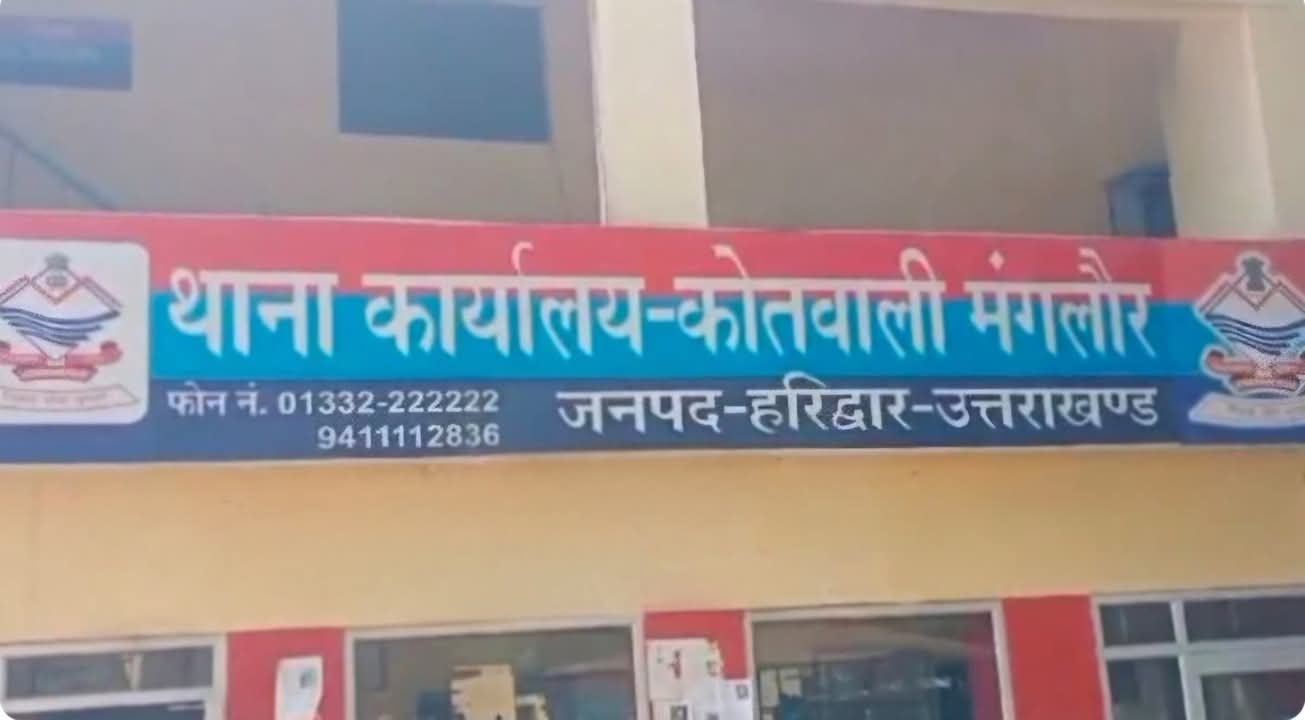 थाना कार्यालय-कोतवाली मंगलौर
फोन नं. 01332-222222
9411112836
जनपद-हरिद्वार-उत्तराखण्ड